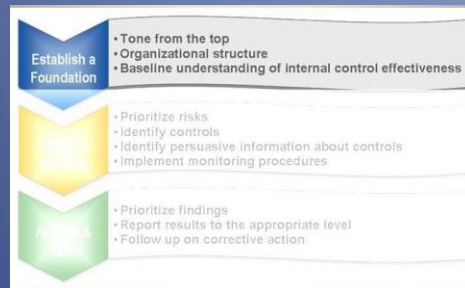 Establish a
Foundation
• Tone from the top
• Organizational structure
• Baseline understanding of internal control effectiveness
• Prioritize risks
• Identify controls
• Identify persuasive information about controls
• Implement monitoring procedures
• Prioritize findings
• Report results to the appropriate level
• Follow up on corrective action